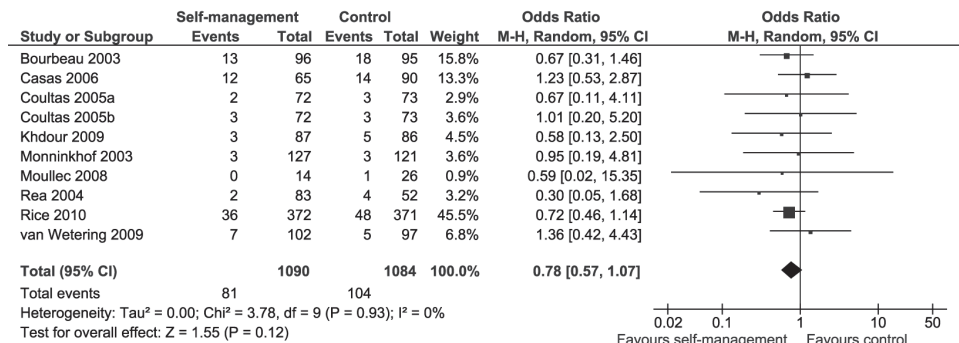 Self-management Control Odds Ratio Odds Ratio
Study or Subgroup Events Total Events Total Weight M-H, Random, 95% CI M-H, Random, 95% CI
Bourbeau 2003 13 96 18 95 15.8% 0.67 [0.31, 1.46]
Casas 2006 12 65 14 90 13.3% 1.23 [0.53, 2.87]
Coultas 2005a 2 72 3 73 2.9% 0.67 [0.11, 4.11]
Coultas 2005b 3 72 3 73 3.6% 1.01 [0.20, 5.20]
Khdour 2009 3 87 5 86 4.5% 0.58 [0.13, 2.50]
Monninkhof 2003 3 127 3 121 3.6% 0.95 [0.19, 4.81]
Moullec 2008 0 14 1 26 0.9% 0.59 [0.02, 15.35]
Rea 2004 2 83 4 52 3.2% 0.30 [0.05, 1.68]
Rice 2010 36 372 48 371 45.5% 0.72 [0.46, 1.14]
van Wetering 2009 7 102 5 97 6.8% 1.36 [0.42, 4.43]
Total (95% CI) 1090 1084 100.0% 0.78 [0.57, 1.07]
Total events 81 104
Heterogeneity: Tau² = 0.00; Chi² = 3.78, df = 9 (P = 0.93); I² = 0%
Test for overall effect: Z = 1.55 (P = 0.12)
0.02 0.1 1 10 50
Favours self-management Favours control